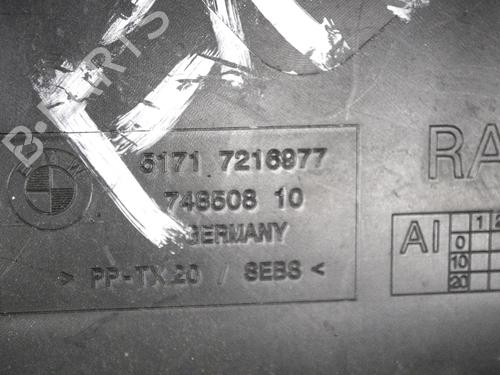 B-PARTS
BMW
5171 7216977
748508 10
GERMANY
> PP-TX 20 / SEBS <
RA
AI
1 2
0
10
20